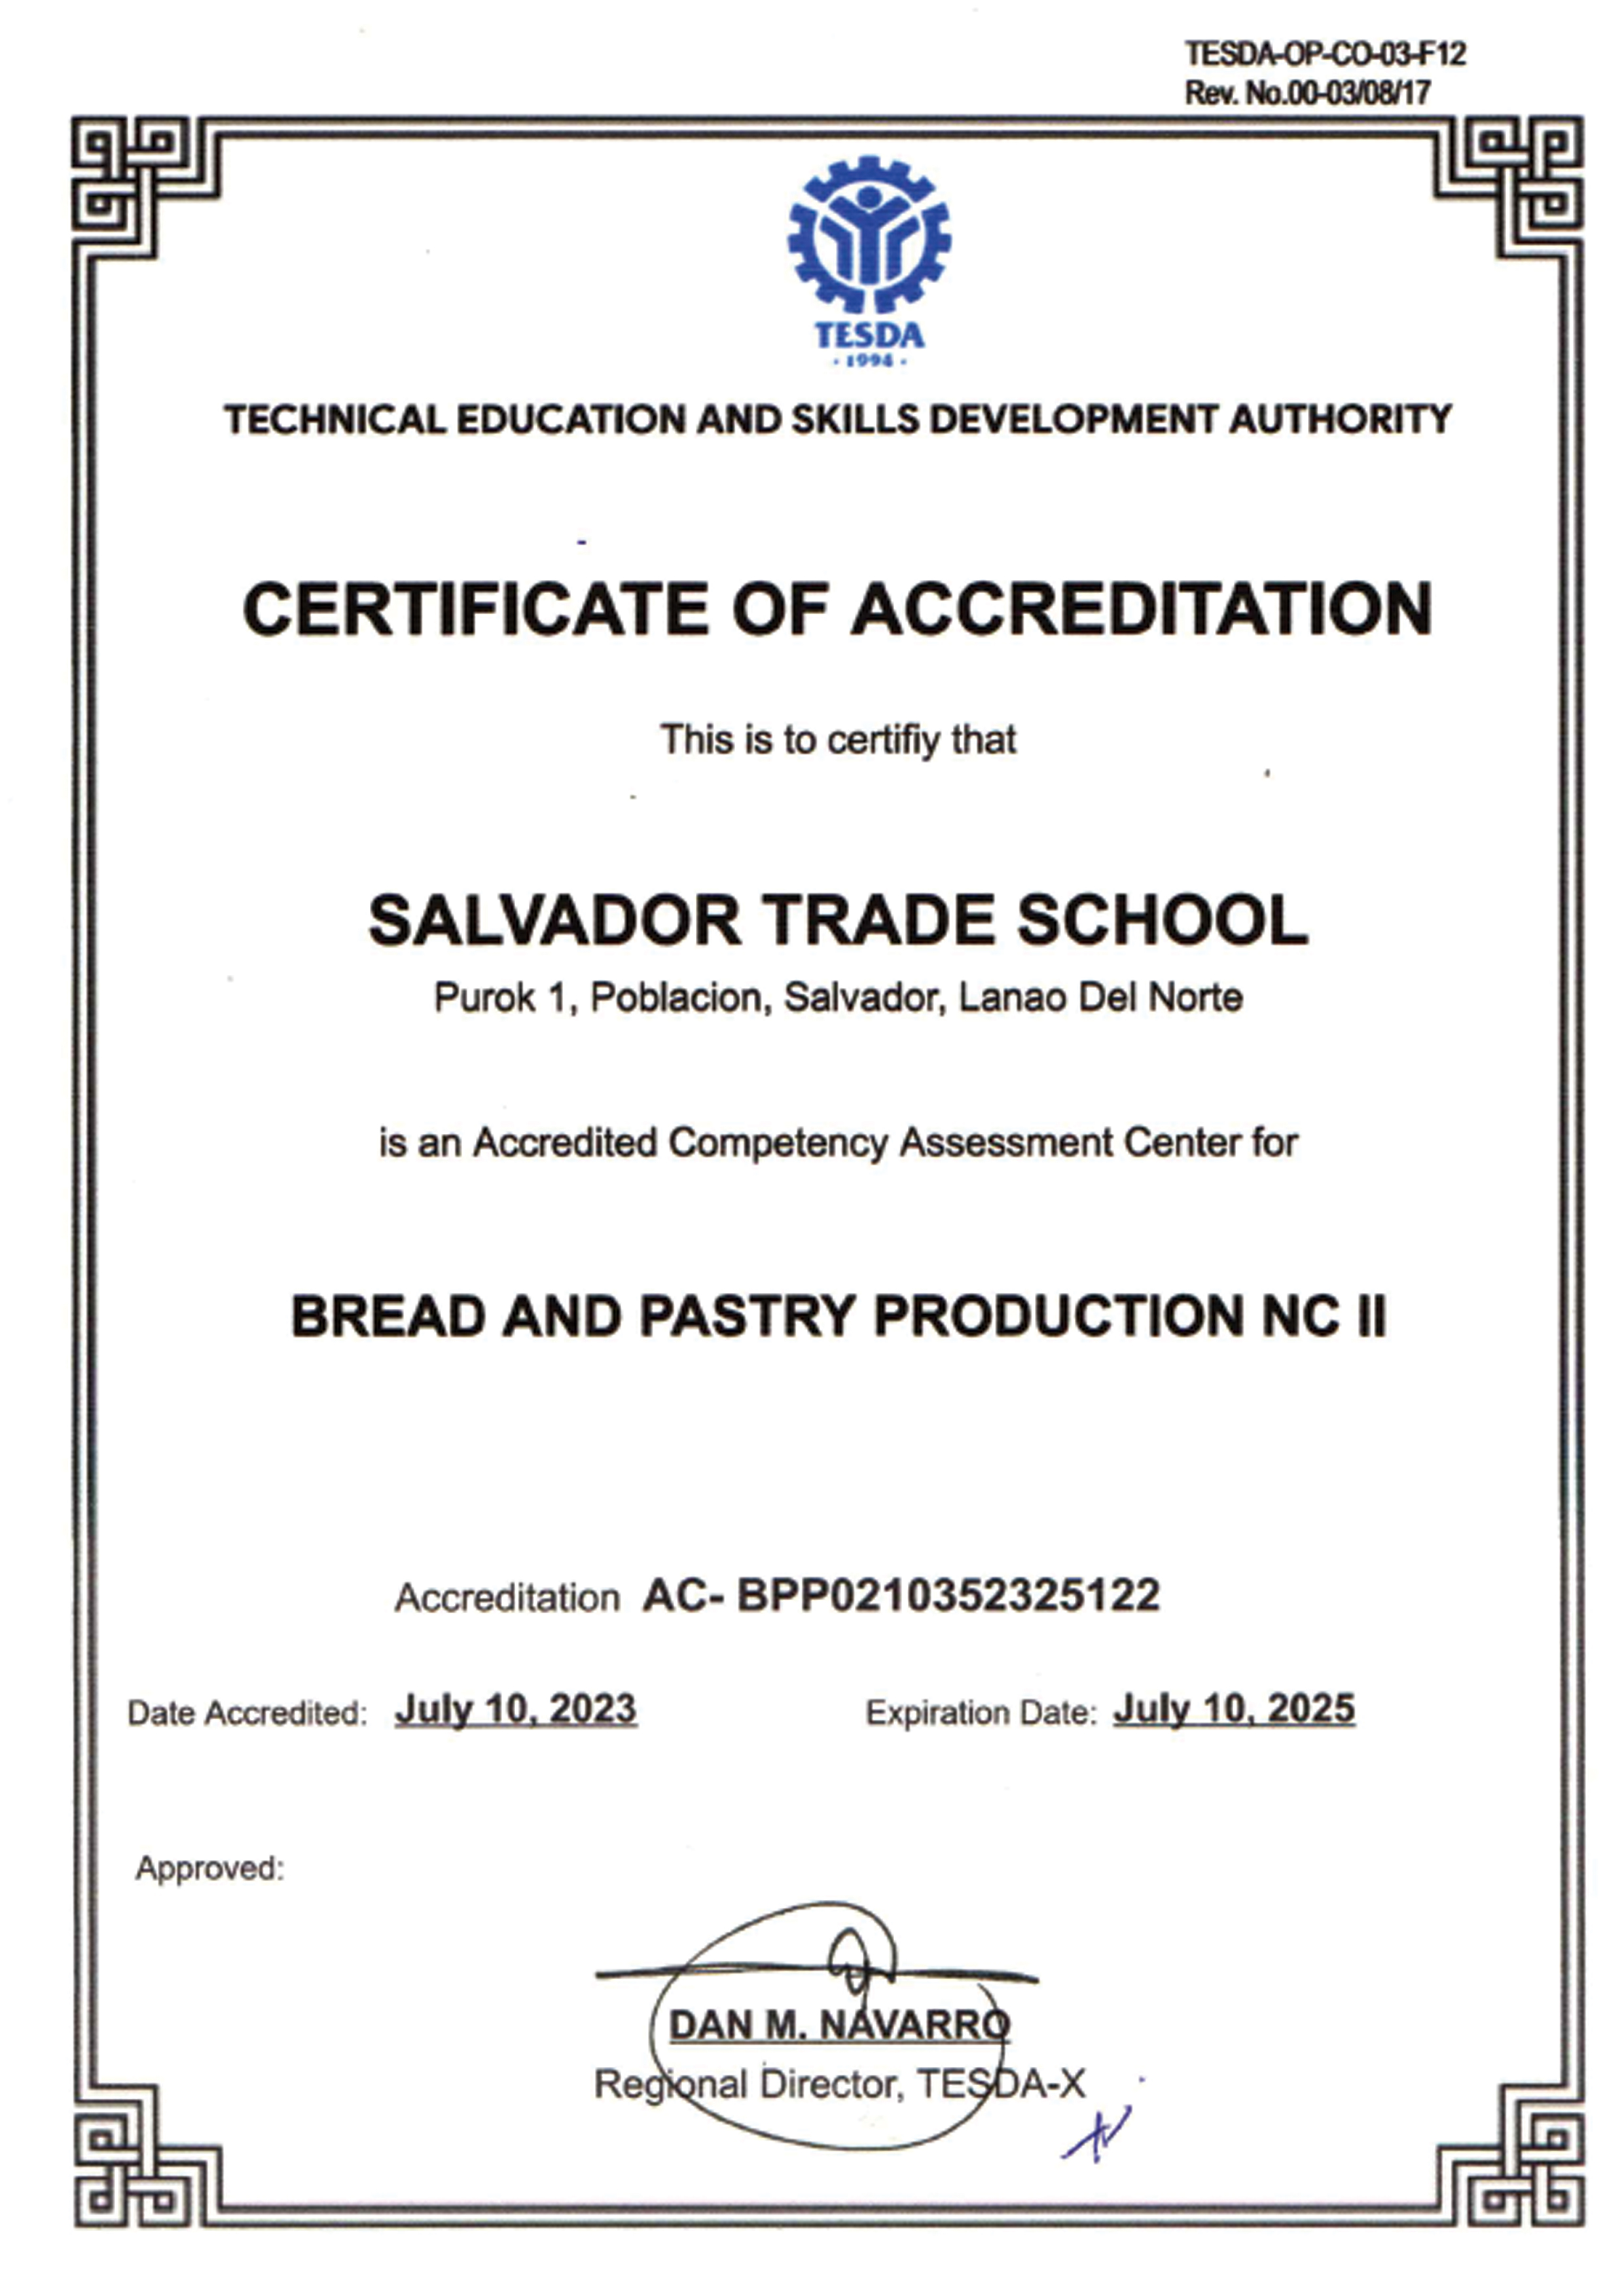 TESDA-OP-CO-03-F12
Rev. No.00-03/08/17
TESDA
· 1994 ·
TECHNICAL EDUCATION AND SKILLS DEVELOPMENT AUTHORITY
CERTIFICATE OF ACCREDITATION
This is to certifiy that
SALVADOR TRADE SCHOOL
Purok 1, Poblacion, Salvador, Lanao Del Norte
is an Accredited Competency Assessment Center for
BREAD AND PASTRY PRODUCTION NC II
Accreditation AC- BPP0210352325122
Date Accredited: July 10, 2023 Expiration Date: July 10, 2025
Approved:
DAN M. NAVARRO
Regional Director, TESDA-X